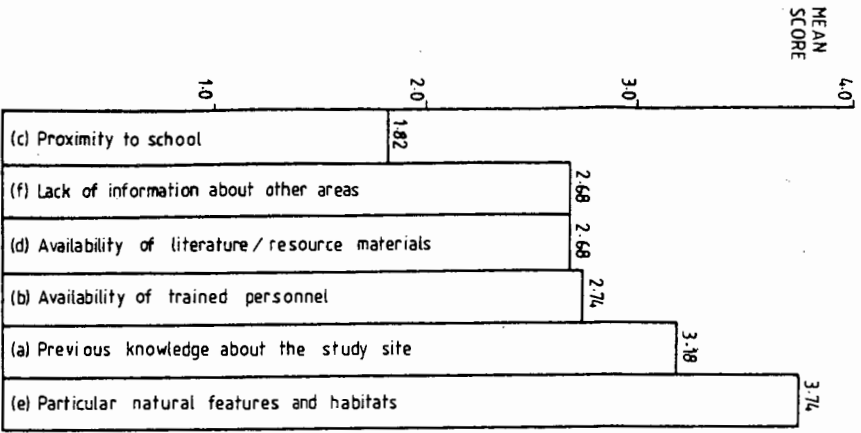 MEAN
SCORE
1·0
2·0
3·0
4·0
(c) Proximity to school
1·82
(f) Lack of information about other areas
2·68
(d) Availability of literature / resource materials
2·68
(b) Availability of trained personnel
2·74
(a) Previous knowledge about the study site
3·18
(e) Particular natural features and habitats
3·74